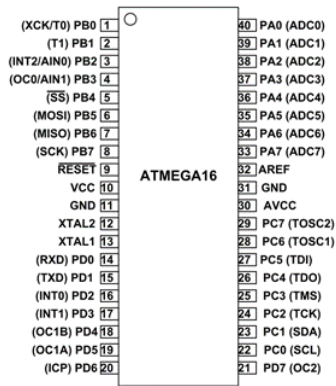 (XCK/T0) PB0 1 40 PA0 (ADC0)
(T1) PB1 2 39 PA1 (ADC1)
(INT2/AIN0) PB2 3 38 PA2 (ADC2)
(OC0/AIN1) PB3 4 37 PA3 (ADC3)
(SS) PB4 5 36 PA4 (ADC4)
(MOSI) PB5 6 35 PA5 (ADC5)
(MISO) PB6 7 34 PA6 (ADC6)
(SCK) PB7 8 33 PA7 (ADC7)
RESET 9 ATMEGA16 32 AREF
VCC 10 31 GND
GND 11 30 AVCC
XTAL2 12 29 PC7 (TOSC2)
XTAL1 13 28 PC6 (TOSC1)
(RXD) PD0 14 27 PC5 (TDI)
(TXD) PD1 15 26 PC4 (TDO)
(INT0) PD2 16 25 PC3 (TMS)
(INT1) PD3 17 24 PC2 (TCK)
(OC1B) PD4 18 23 PC1 (SDA)
(OC1A) PD5 19 22 PC0 (SCL)
(ICP) PD6 20 21 PD7 (OC2)